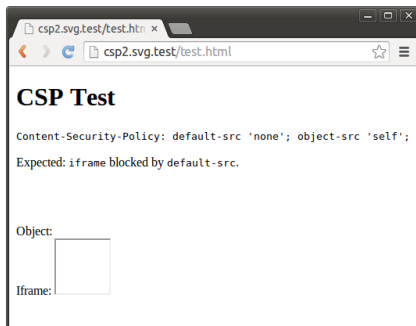 csp2.svg.test/test.htm
csp2.svg.test/test.html
CSP Test
Content-Security-Policy: default-src 'none'; object-src 'self';
Expected: iframe blocked by default-src.
Object:
Iframe: